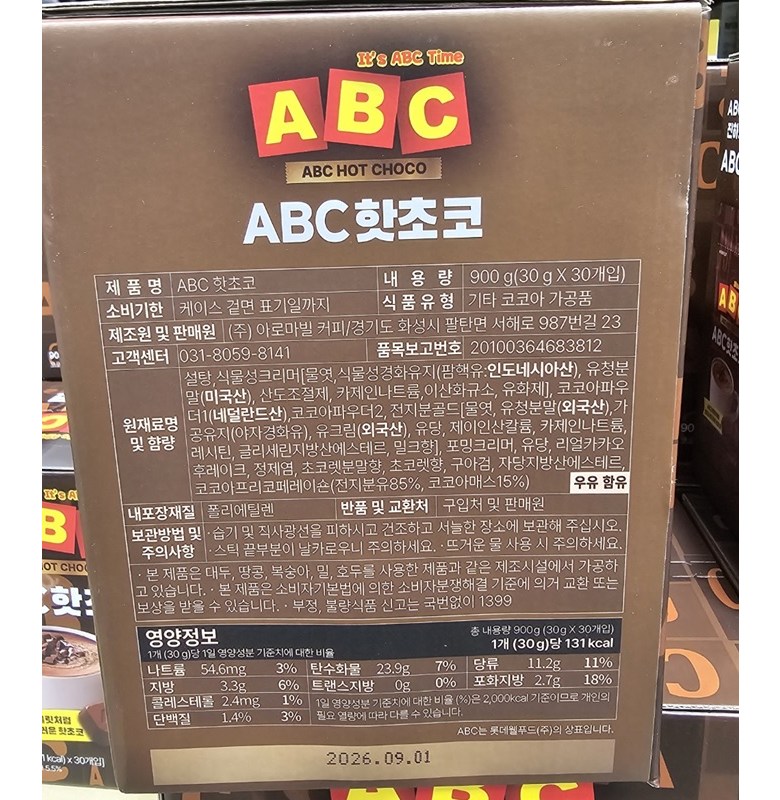 It's ABC Time
ABC
ABC HOT CHOCO
ABC 핫초코
제 품 명 ABC 핫초코 내 용 량 900 g(30 g X 30개입)
소비기한 케이스 겉면 표기일까지 식품유형 기타 코코아 가공품
제조원 및 판매원 (주) 아로마빌 커피/경기도 화성시 팔탄면 서해로 987번길 23
고객센터 031-8059-8141 품목보고번호 20100364683812
원재료명 및 함량
설탕,식물성크리머[물엿,식물성경화유지(팜핵유:인도네시아산), 유청분
말(미국산), 산도조절제, 카제인나트륨,이산화규소, 유화제], 코코아파우
더1(네덜란드산),코코아파우더2, 전지분골드[물엿, 유청분말(외국산),가
공유지(야자경화유), 유크림(외국산), 유당, 제이인산칼륨, 카제인나트륨,
레시틴, 글리세린지방산에스테르, 밀크향], 포밍크리머, 유당, 리얼카카오
후레이크, 정제염, 초코렛분말향, 초코렛향, 구아검, 자당지방산에스테르,
코코아프리코페레이션(전지분유85%, 코코아매스15%) 우유 함유
내포장재질 폴리에틸렌 반품 및 교환처 구입처 및 판매원
보관방법 및 주의사항
·습기 및 직사광선을 피하시고 건조하고 서늘한 장소에 보관해 주십시오.
·스틱 끝부분이 날카로우니 주의하세요. ·뜨거운 물 사용 시 주의하세요.
·본 제품은 대두, 땅콩, 복숭아, 밀, 호두를 사용한 제품과 같은 제조시설에서 가공하
고 있습니다. ·본 제품은 소비자기본법에 의한 소비자분쟁해결 기준에 의거 교환 또는
보상을 받을 수 있습니다. ·부정, 불량식품 신고는 국번없이 1399
영양정보 총 내용량 900g (30g X 30개입)
1개 (30 g)당 1일 영양성분 기준치에 대한 비율 1개 (30 g)당 131 kcal
나트륨 54.6mg 3% 탄수화물 23.9g 7% 당류 11.2g 11%
지방 3.3g 6% 트랜스지방 0g 0% 포화지방 2.7g 18%
콜레스테롤 2.4mg 1% 1일 영양성분 기준치에 대한 비율 (%)은 2,000kcal 기준이므로 개인의
단백질 1.4% 3% 필요 열량에 따라 다를 수 있습니다.
ABC는 롯데웰푸드(주)의 상표입니다.
2026.09.01